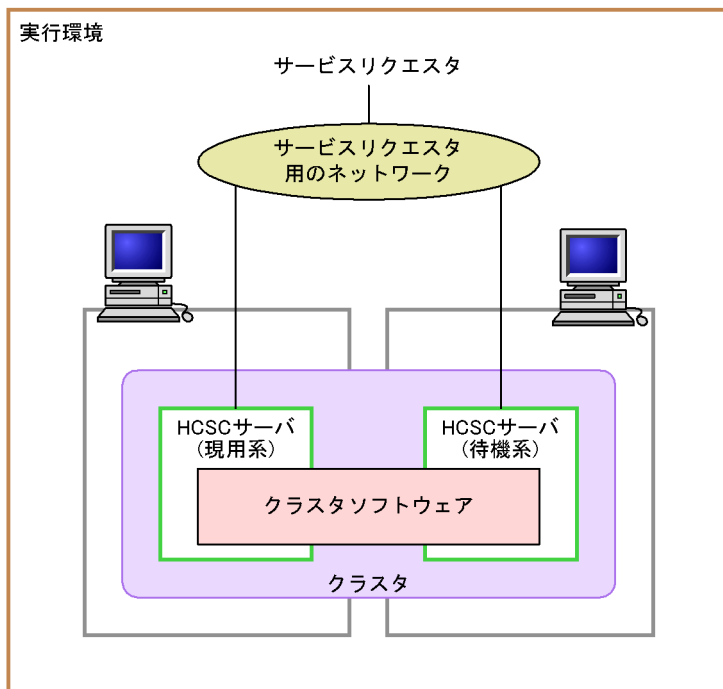 実行環境
サービスリクエスタ
サービスリクエスタ
用のネットワーク
HCSCサーバ
(現用系)
HCSCサーバ
(待機系)
クラスタソフトウェア
クラスタ